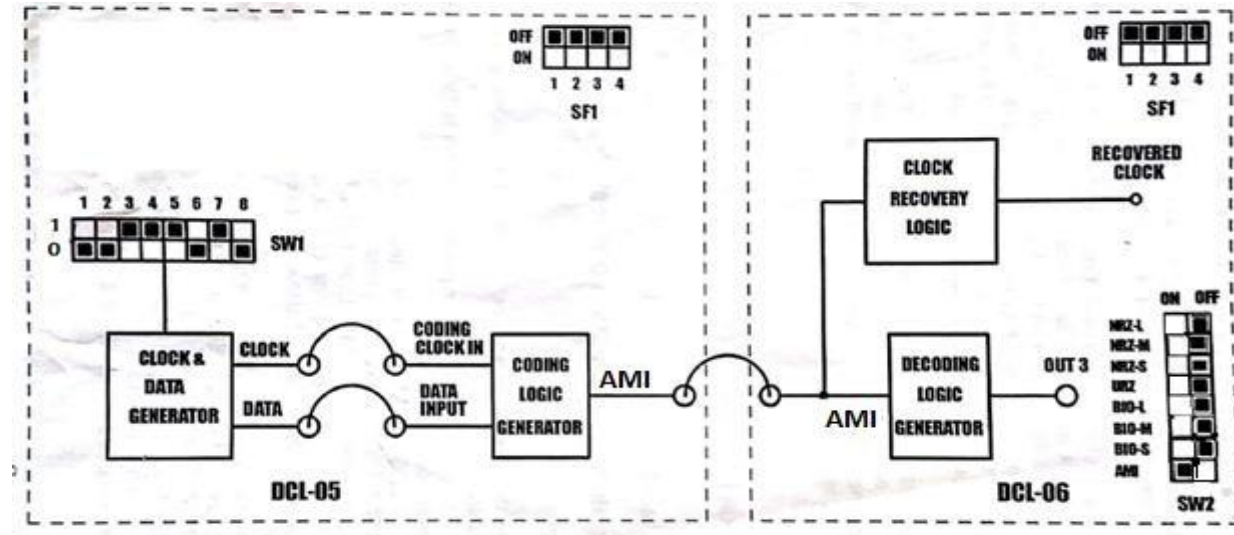 OFF
ON
1 2 3 4
SF1
OFF
ON
1 2 3 4
SF1
CLOCK
RECOVERY
LOGIC
RECOVERED
CLOCK
1 2 3 4 5 6 7 8
1
0
SW1
CLOCK &
DATA
GENERATOR
CLOCK
DATA
CODING
CLOCK IN
DATA
INPUT
CODING
LOGIC
GENERATOR
AMI
AMI
DECODING
LOGIC
GENERATOR
OUT 3
ON OFF
NRZ-L
NRZ-M
NRZ-S
URZ
BIO-L
BIO-M
BIO-S
AMI
SW2
DCL-05
DCL-06